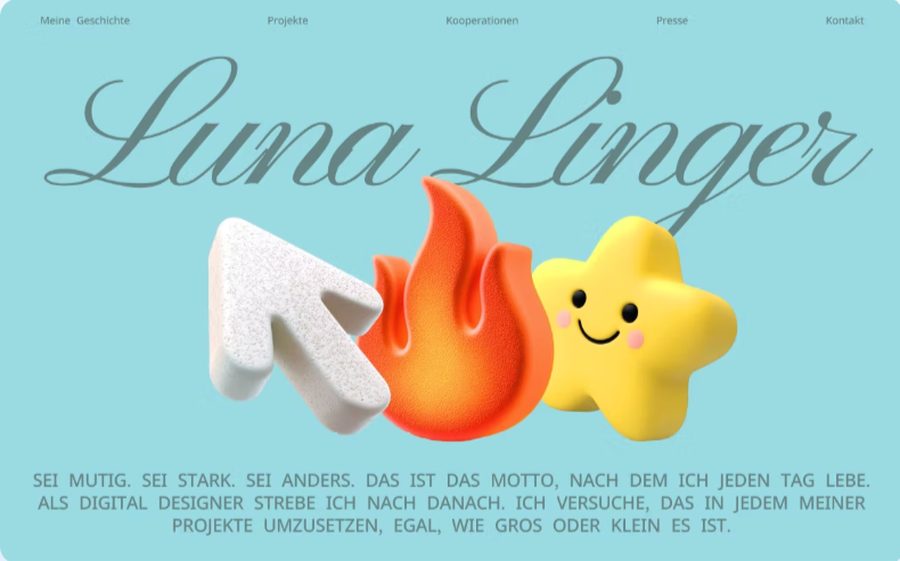 Meine Geschichte Projekte Kooperationen Presse Kontakt
Luna Linger
SEI MUTIG. SEI STARK. SEI ANDERS. DAS IST DAS MOTTO, NACH DEM ICH JEDEN TAG LEBE.
ALS DIGITAL DESIGNER STREBE ICH NACH DANACH. ICH VERSUCHE, DAS IN JEDEM MEINER
PROJEKTE UMZUSETZEN, EGAL, WIE GROS ODER KLEIN ES IST.